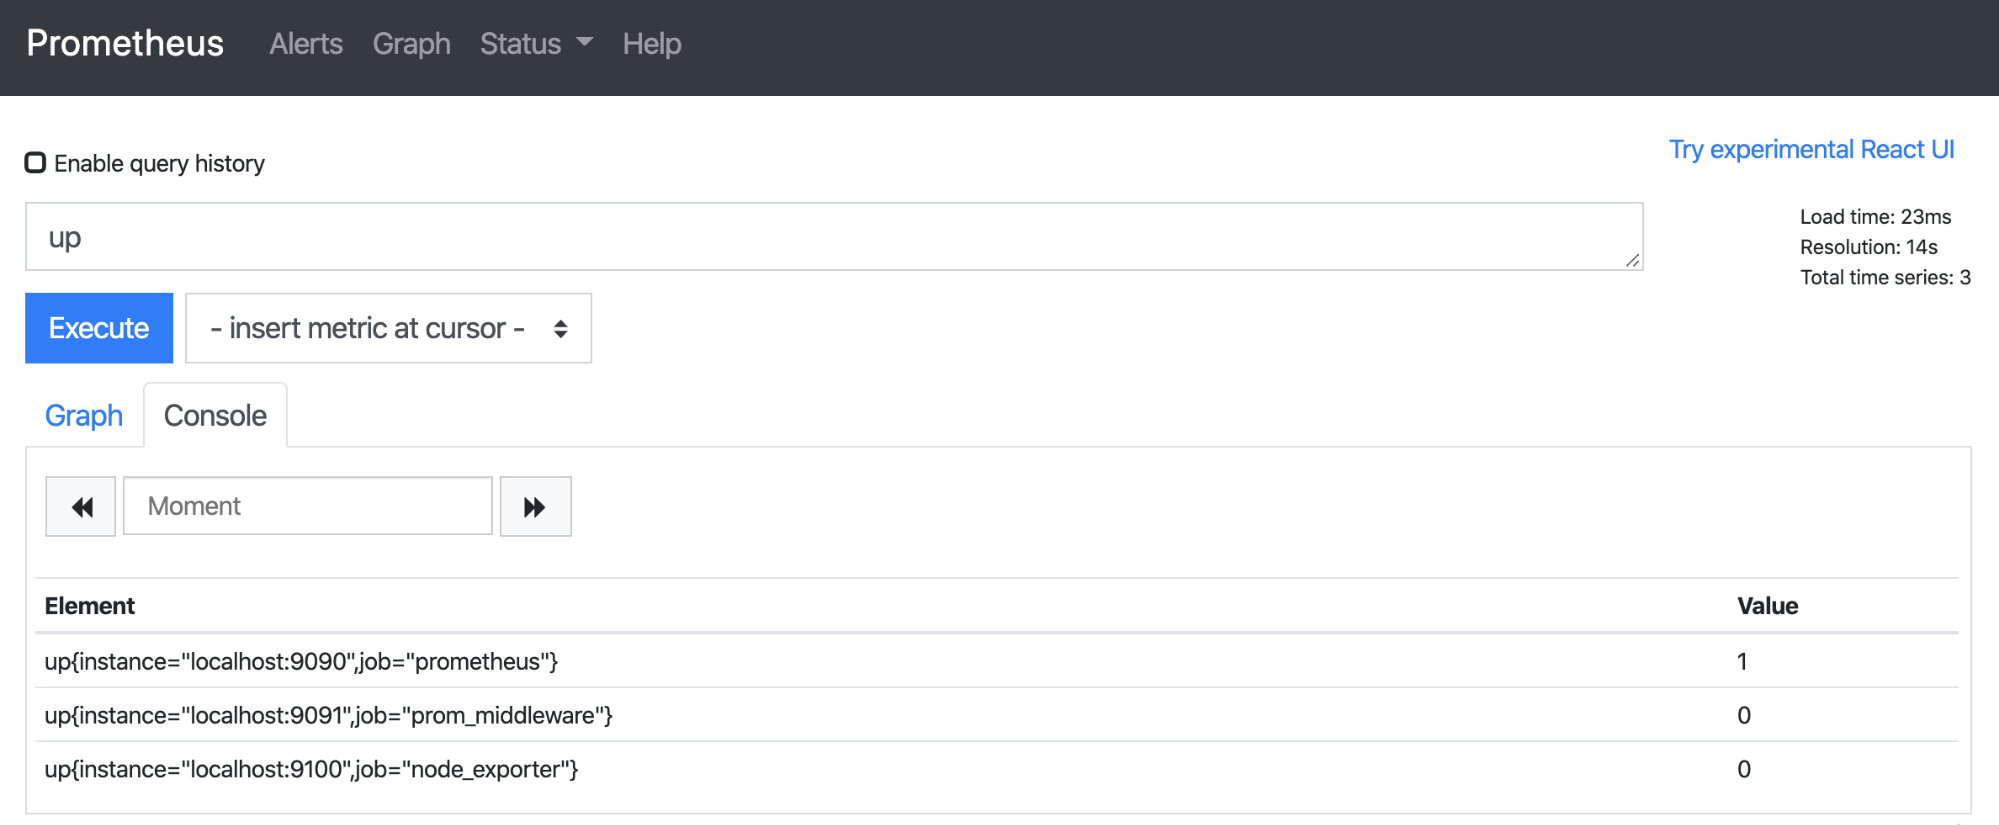 Prometheus Alerts Graph Status Help
Enable query history
Try experimental React UI
up
Load time: 23ms
Resolution: 14s
Total time series: 3
Execute
- insert metric at cursor -
Graph Console
Moment
Element Value
up{instance="localhost:9090",job="prometheus"} 1
up{instance="localhost:9091",job="prom_middleware"} 0
up{instance="localhost:9100",job="node_exporter"} 0